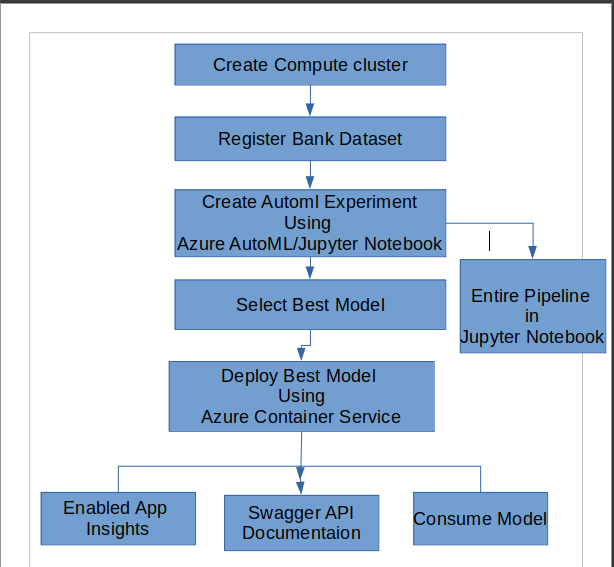 Create Compute cluster
Register Bank Dataset
Create Automl Experiment
Using
Azure AutoML/Jupyter Notebook
Entire Pipeline
in
Jupyter Notebook
Select Best Model
Deploy Best Model
Using
Azure Container Service
Enabled App
Insights
Swagger API
Documentaion
Consume Model